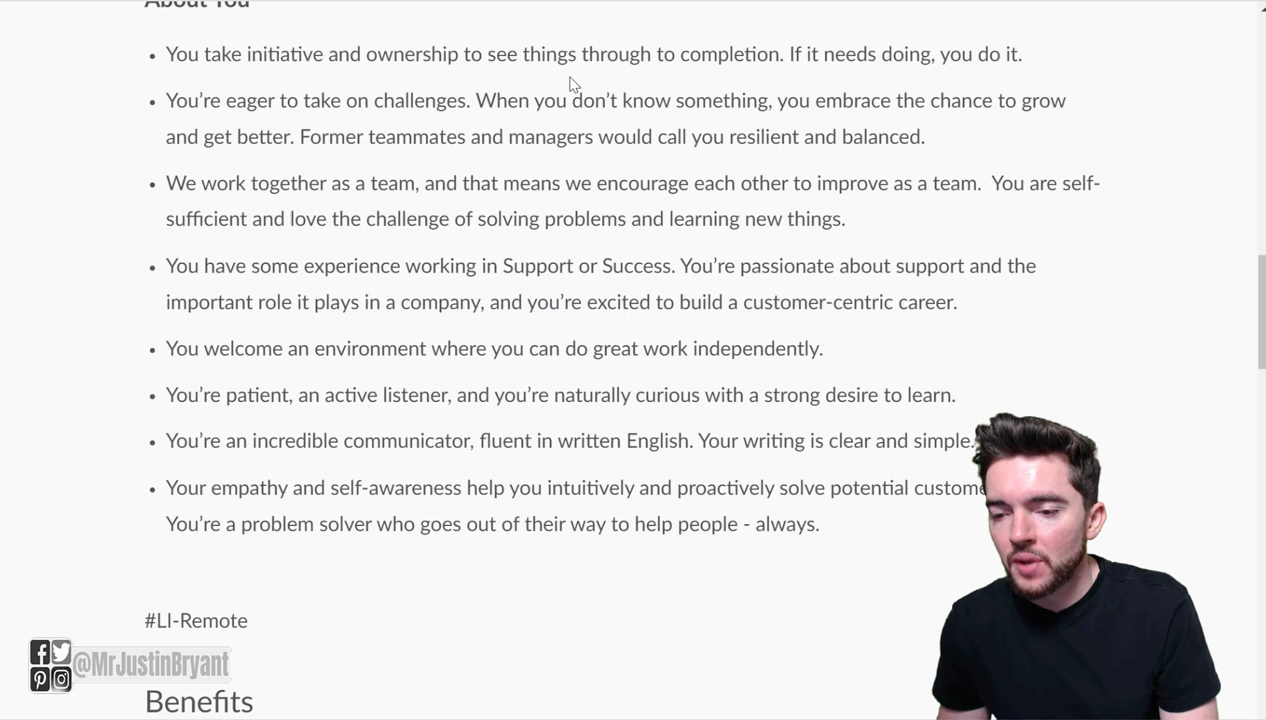 About You
• You take initiative and ownership to see things through to completion. If it needs doing, you do it.
• You’re eager to take on challenges. When you don’t know something, you embrace the chance to grow
and get better. Former teammates and managers would call you resilient and balanced.
• We work together as a team, and that means we encourage each other to improve as a team.  You are self-
sufficient and love the challenge of solving problems and learning new things.
• You have some experience working in Support or Success. You’re passionate about support and the
important role it plays in a company, and you’re excited to build a customer-centric career.
• You welcome an environment where you can do great work independently.
• You’re patient, an active listener, and you’re naturally curious with a strong desire to learn.
• You’re an incredible communicator, fluent in written English. Your writing is clear and simple.
• Your empathy and self-awareness help you intuitively and proactively solve potential
You’re a problem solver who goes out of their way to help people - always.
#LI-Remote
@MrJustinBryant
Benefits